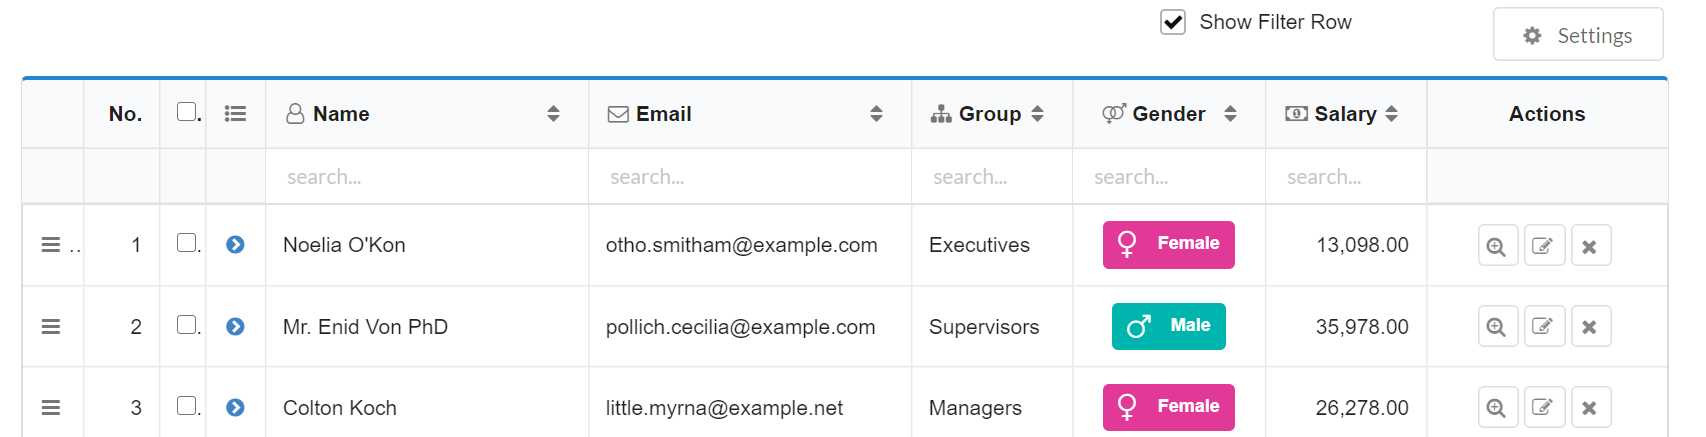 Show Filter Row
Settings
No. . Name Email Group Gender Salary Actions
search... search... search... search... search...
.. 1 . Noelia O'Kon otho.smitham@example.com Executives Female 13,098.00
2 . Mr. Enid Von PhD pollich.cecilia@example.com Supervisors Male 35,978.00
3 . Colton Koch little.myrna@example.net Managers Female 26,278.00